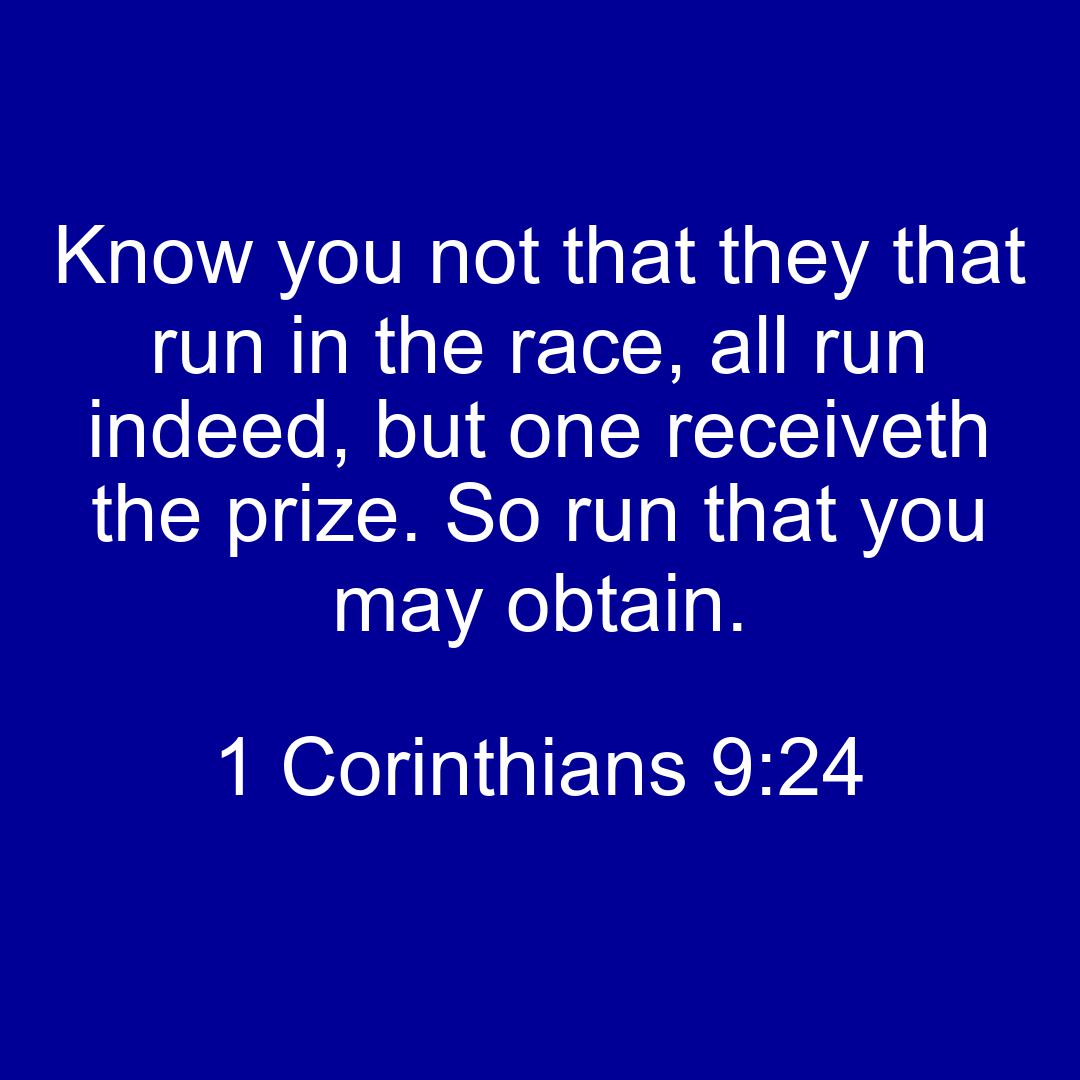 Know you not that they that
run in the race, all run
indeed, but one receiveth
the prize. So run that you
may obtain.
1 Corinthians 9:24